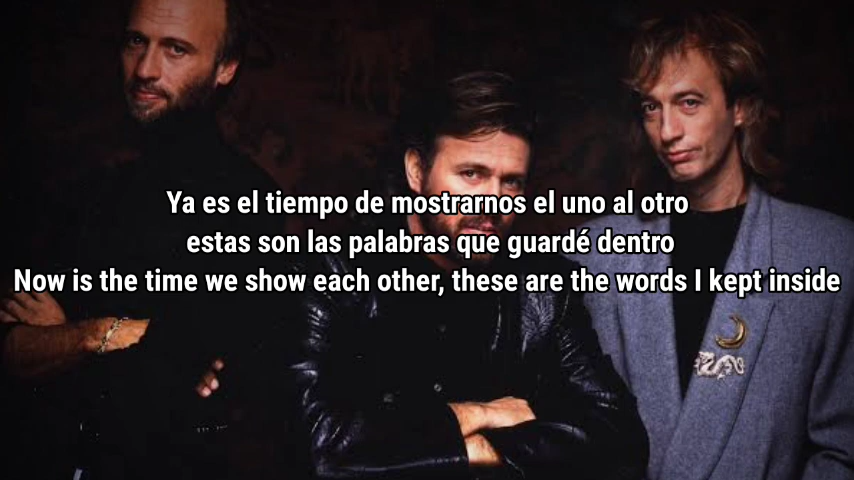 Ya es el tiempo de mostrarnos el uno al otro
estas son las palabras que guardé dentro
Now is the time we show each other, these are the words I kept inside